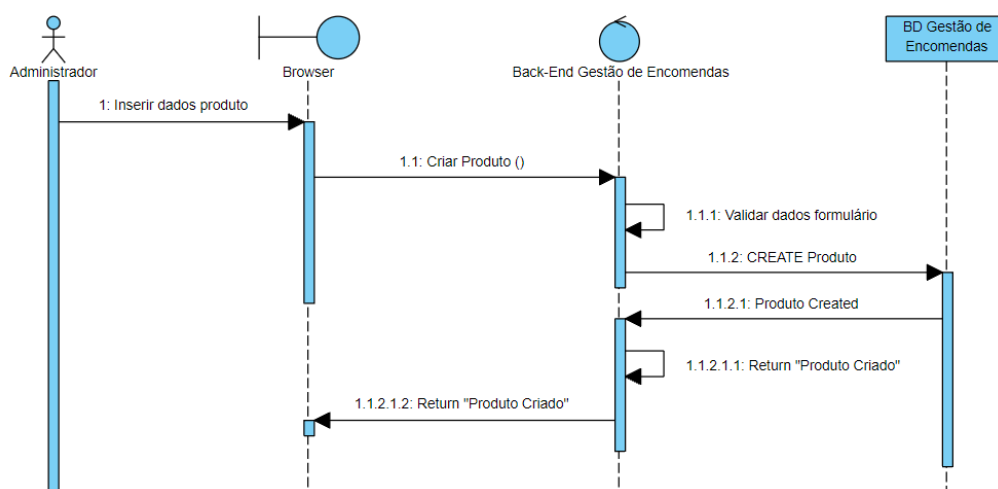 Administrador
Browser
Back-End Gestão de Encomendas
BD Gestão de
Encomendas
1: Inserir dados produto
1.1: Criar Produto ()
1.1.1: Validar dados formulário
1.1.2: CREATE Produto
1.1.2.1: Produto Created
1.1.2.1.1: Return "Produto Criado"
1.1.2.1.2: Return "Produto Criado"